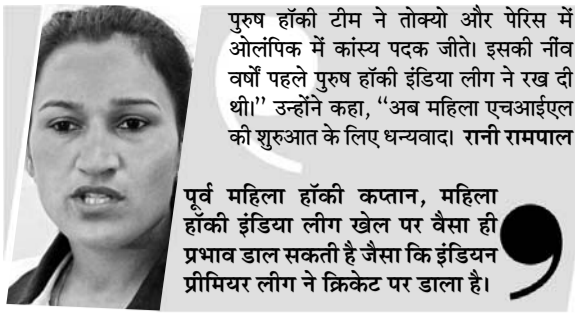 पुरुष हॉकी टीम ने तोक्यो और पेरिस में
ओलंपिक में कांस्य पदक जीते। इसकी नींव
वर्षों पहले पुरुष हॉकी इंडिया लीग ने रख दी
थी।’’ उन्होंने कहा, ‘‘अब महिला एचआईएल
की शुरुआत के लिए धन्यवाद। रानी रामपाल
पूर्व महिला हॉकी कप्तान, महिला
हॉकी इंडिया लीग खेल पर वैसा ही
प्रभाव डाल सकती है जैसा कि इंडियन
प्रीमियर लीग ने क्रिकेट पर डाला है।